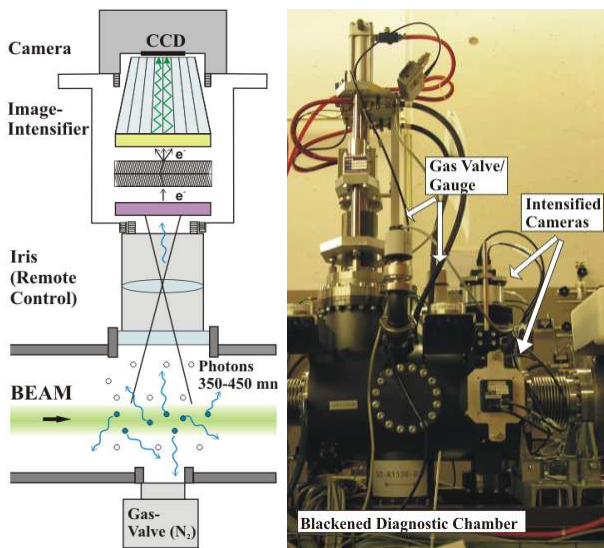 Camera
CCD
Image-
Intensifier
e-
e-
Iris
(Remote
Control)
Photons
350-450 mn
BEAM
Gas-
Valve (N₂)
Gas Valve/
Gauge
Intensified
Cameras
Blackened Diagnostic Chamber